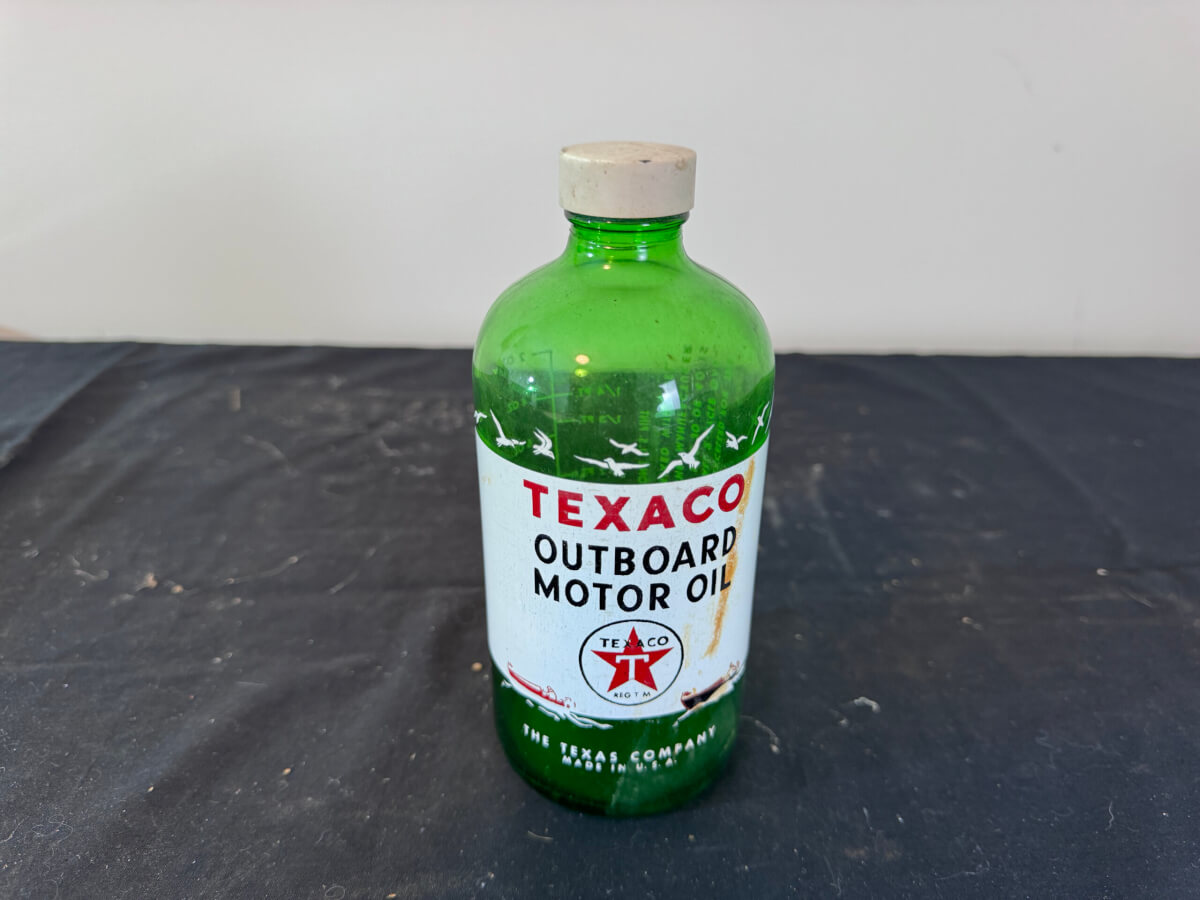 TEXACO
OUTBOARD
MOTOR OIL
TEXACO
T
REG T M
THE TEXAS COMPANY
MADE IN U.S.A.